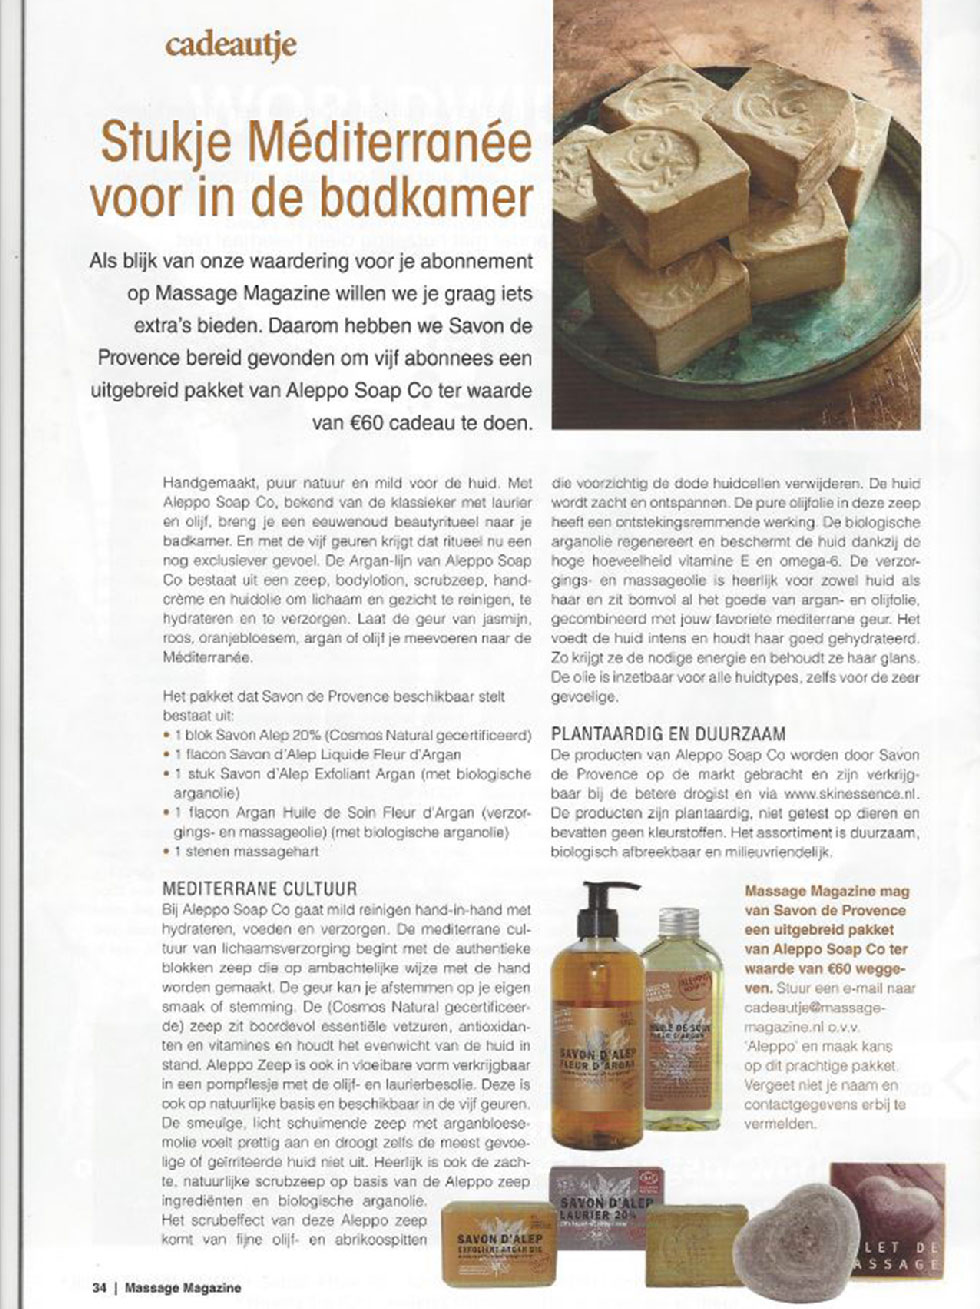 cadeautje
Stukje Méditerranée
voor in de badkamer
Als blijk van onze waardering voor je abonnement
op Massage Magazine willen we je graag iets
extra's bieden. Daarom hebben we Savon de
Provence bereid gevonden om vijf abonnees een
uitgebreid pakket van Aleppo Soap Co ter waarde
van €60 cadeau te doen.
Handgemaakt, puur natuur en mild voor de huid. Met
Aleppo Soap Co, bekend van de klassieker met laurier
en olijf, breng je een eeuwenoud beautyritueel naar je
badkamer. En met de vijf geuren krijgt dat ritueel nu een
nog exclusiever gevoel. De Argan-lijn van Aleppo Soap
Co bestaat uit een zeep, bodylotion, scrubzeep, hand-
crème en huidolie om lichaam en gezicht te reinigen, te
hydrateren en te verzorgen. Laat de geur van jasmijn,
roos, oranjebloesem, argan of olijf je meevoeren naar de
Méditerranée.
Het pakket dat Savon de Provence beschikbaar stelt
bestaat uit:
• 1 blok Savon Alep 20% (Cosmos Natural gecertificeerd)
• 1 flacon Savon d'Alep Liquide Fleur d'Argan
• 1 stuk Savon d'Alep Exfoliant Argan (met biologische
arganolie)
• 1 flacon Argan Huile de Soin Fleur d'Argan (verzor-
gings- en massageolie) (met biologische arganolie)
• 1 stenen massagehart
MEDITERRANE CULTUUR
Bij Aleppo Soap Co gaat mild reinigen hand-in-hand met
hydrateren, voeden en verzorgen. De mediterrane cul-
tuur van lichaamsverzorging begint met de authentieke
blokken zeep die op ambachtelijke wijze met de hand
worden gemaakt. De geur kan je afstemmen op je eigen
smaak of stemming. De (Cosmos Natural gecertificeer-
de) zeep zit boordevol essentiële vetzuren, antioxidan-
ten en vitamines en houdt het evenwicht van de huid in
stand. Aleppo Zeep is ook in vloeibare vorm verkrijgbaar
in een pompflesje met de olijf- en laurierbesolie. Deze is
ook op natuurlijke basis en beschikbaar in de vijf geuren.
De smeuïge, licht schuimende zeep met arganbloese-
molie voelt prettig aan en droogt zelfs de meest gevoe-
lige of geïrriteerde huid niet uit. Heerlijk is ook de zach-
te, natuurlijke scrubzeep op basis van de Aleppo zeep
ingrediënten en biologische arganolie.
Het scrubeffect van deze Aleppo zeep
komt van fijne olijf- en abrikoospitten
die voorzichtig de dode huidcellen verwijderen. De huid
wordt zacht en ontspannen. De pure olijfolie in deze zeep
heeft een ontstekingsremmende werking. De biologische
arganolie regenereert en beschermt de huid dankzij de
hoge hoeveelheid vitamine E en omega-6. De verzor-
gings- en massageolie is heerlijk voor zowel huid als
haar en zit bomvol al het goede van argan- en olijfolie,
gecombineerd met jouw favoriete mediterrane geur. Het
voedt de huid intens en houdt haar goed gehydrateerd.
Zo krijgt ze de nodige energie en behoudt ze haar glans.
De olie is inzetbaar voor alle huidtypes, zelfs voor de zeer
gevoelige.
PLANTAARDIG EN DUURZAAM
De producten van Aleppo Soap Co worden door Savon
de Provence op de markt gebracht en zijn verkrijg-
baar bij de betere drogist en via www.skinessence.nl.
De producten zijn plantaardig, niet getest op dieren en
bevatten geen kleurstoffen. Het assortiment is duurzaam,
biologisch afbreekbaar en milieuvriendelijk.
Massage Magazine mag
van Savon de Provence
een uitgebreid pakket
van Aleppo Soap Co ter
waarde van €60 wegge-
ven. Stuur een e-mail naar
cadeautje@massage-
magazine.nl o.v.v.
'Aleppo' en maak kans
op dit prachtige pakket.
Vergeet niet je naam en
contactgegevens erbij te
vermelden.
SAVON D'ALEP
FLEUR D'ARGAN
HUILE DE SOIN
FLEUR D'ARGAN
SAVON D'ALEP
LAURIER 20%
SAVON D'ALEP
EXFOLIANT ARGAN BIO
LET DE
ASSAGE
34 | Massage Magazine